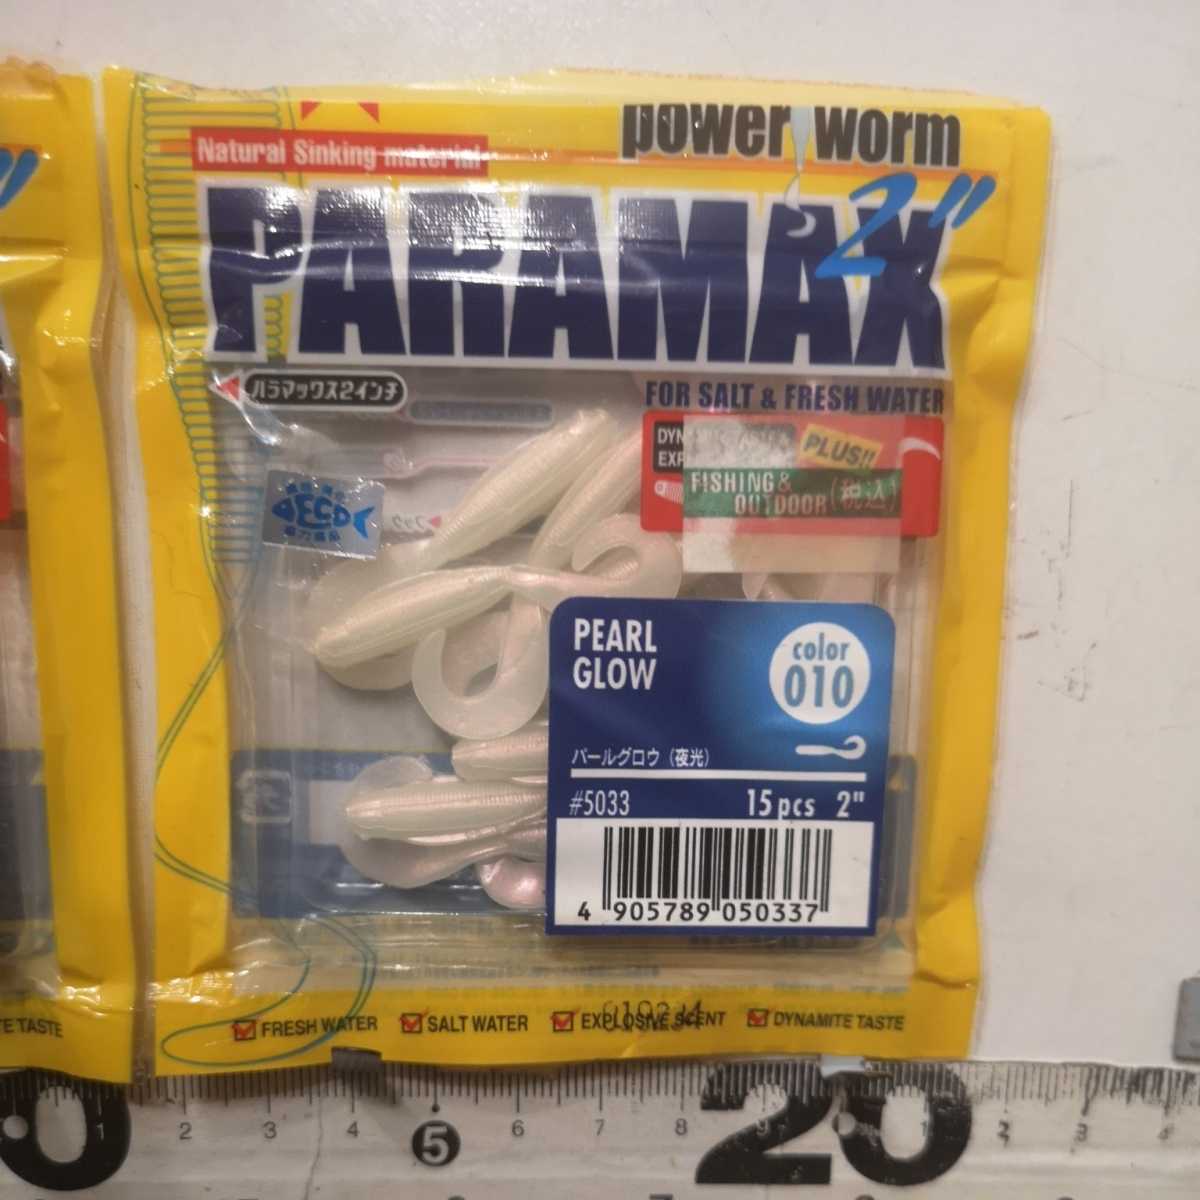 power worm
Natural Sinking material
PARAMAX 2"
パラマックス2インチ
FOR SALT & FRESH WATER
PLUS!!
FISHING &
OUTDOOR (税込)
ECO
PEARL
GLOW
color
010
パールグロウ（夜光）
#5033 15pcs 2"
4 905789 050337
TASTE
FRESH WATER SALT WATER EXPLOSIVE SCENT DYNAMITE TASTE
0 1 2 3 4 5 6 7 8 9 20 1 2 3 4